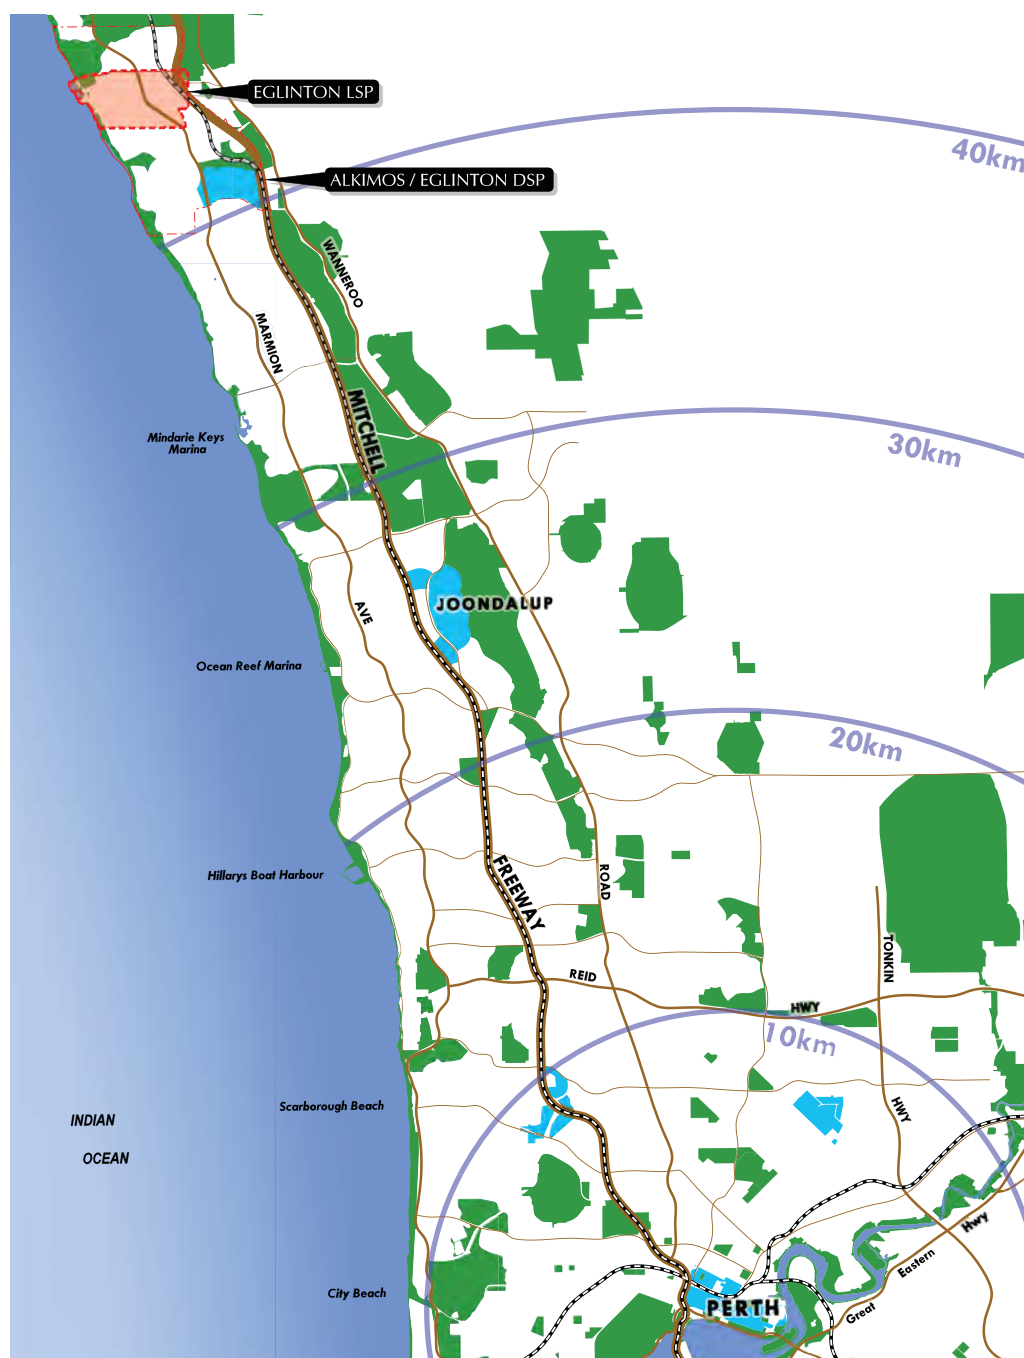 EGLINTON LSP
40km
ALKIMOS / EGLINTON DSP
WANNEROO
MARMION
MITCHELL
Mindarie Keys
Marina
30km
JOONDALUP
AVE
Ocean Reef Marina
20km
Hillarys Boat Harbour
FREEWAY
ROAD
TONKIN
REID
HWY
10km
Scarborough Beach
HWY
INDIAN
OCEAN
Hwy
Eastern
City Beach
PERTH
Great